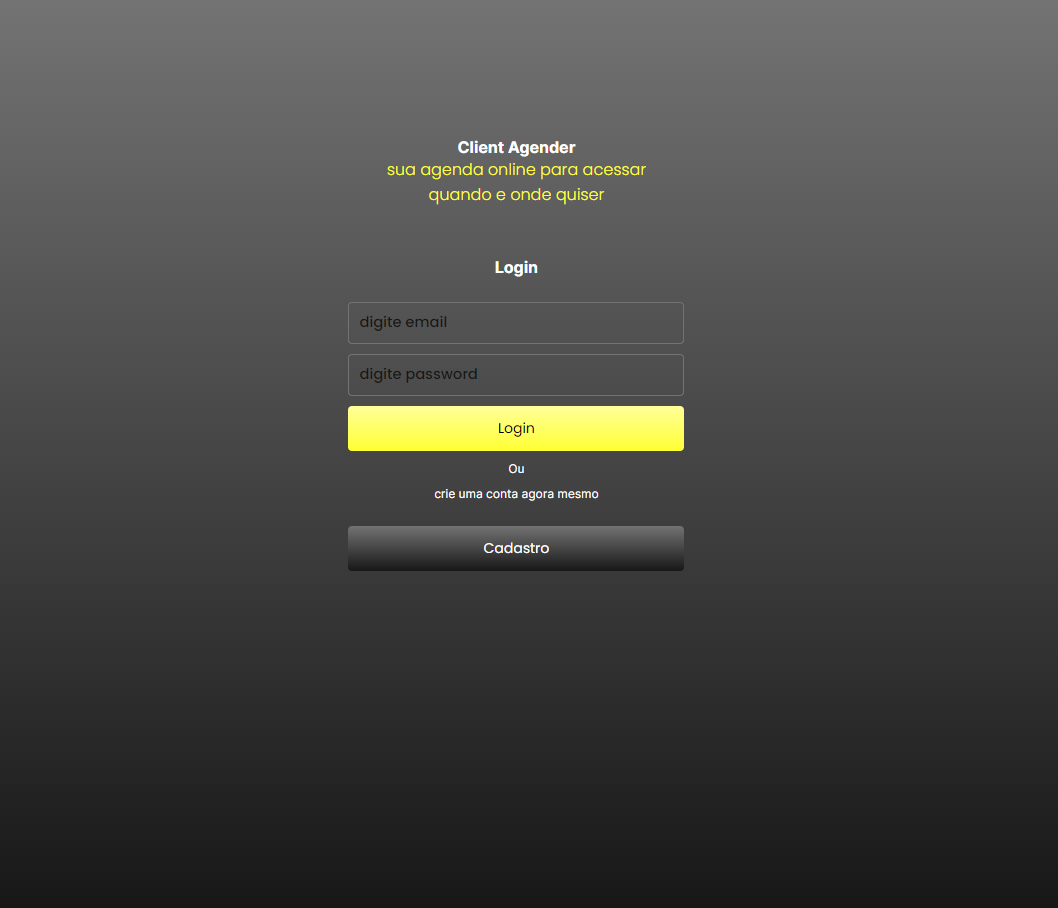 Client Agender
sua agenda online para acessar
quando e onde quiser
Login
digite email
digite password
Login
Ou
crie uma conta agora mesmo
Cadastro